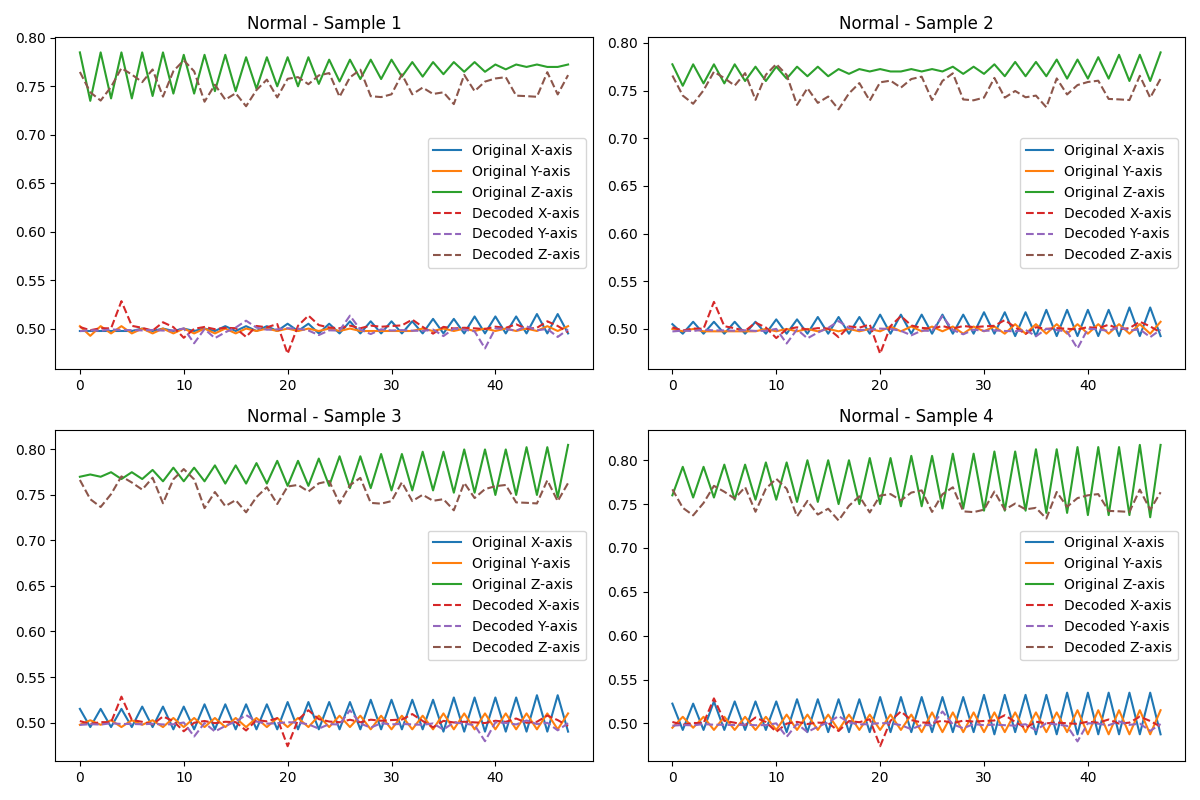 Normal - Sample 1
0.80
0.75
0.70
0.65
0.60
0.55
0.50
Original X-axis
Original Y-axis
Original Z-axis
Decoded X-axis
Decoded Y-axis
Decoded Z-axis
0 10 20 30 40
Normal - Sample 2
0.80
0.75
0.70
0.65
0.60
0.55
0.50
Original X-axis
Original Y-axis
Original Z-axis
Decoded X-axis
Decoded Y-axis
Decoded Z-axis
0 10 20 30 40
Normal - Sample 3
0.80
0.75
0.70
0.65
0.60
0.55
0.50
Original X-axis
Original Y-axis
Original Z-axis
Decoded X-axis
Decoded Y-axis
Decoded Z-axis
0 10 20 30 40
Normal - Sample 4
0.80
0.75
0.70
0.65
0.60
0.55
0.50
Original X-axis
Original Y-axis
Original Z-axis
Decoded X-axis
Decoded Y-axis
Decoded Z-axis
0 10 20 30 40